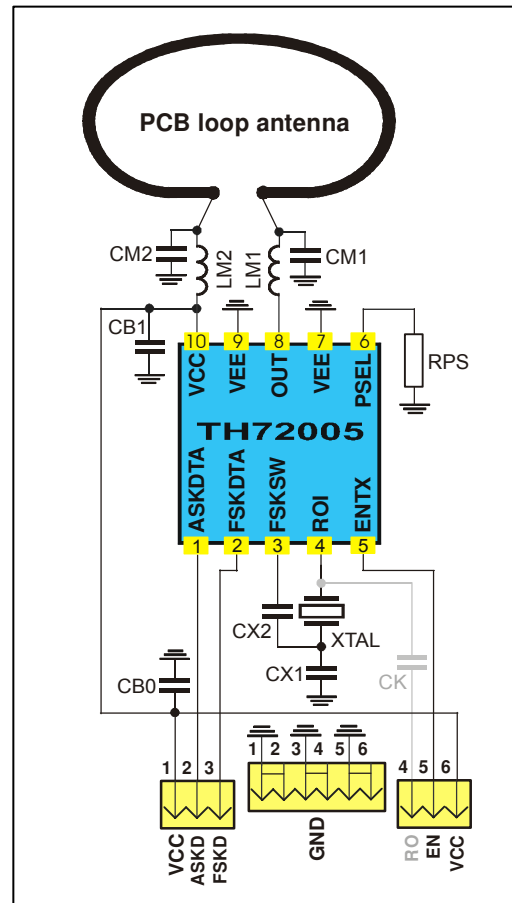 PCB loop antenna
CM2
LM2
LM1
CM1
CB1
10
9
8
7
6
VCC
VEE
OUT
VEE
PSEL
RPS
TH72005
ASKDTA
FSKDTA
FSKSW
ROI
ENTX
1
2
3
4
5
CX2
XTAL
CX1
CB0
CK
1 2 3
1 2 3 4 5 6
4 5 6
VCC
ASKD
FSKD
GND
RO
EN
VCC